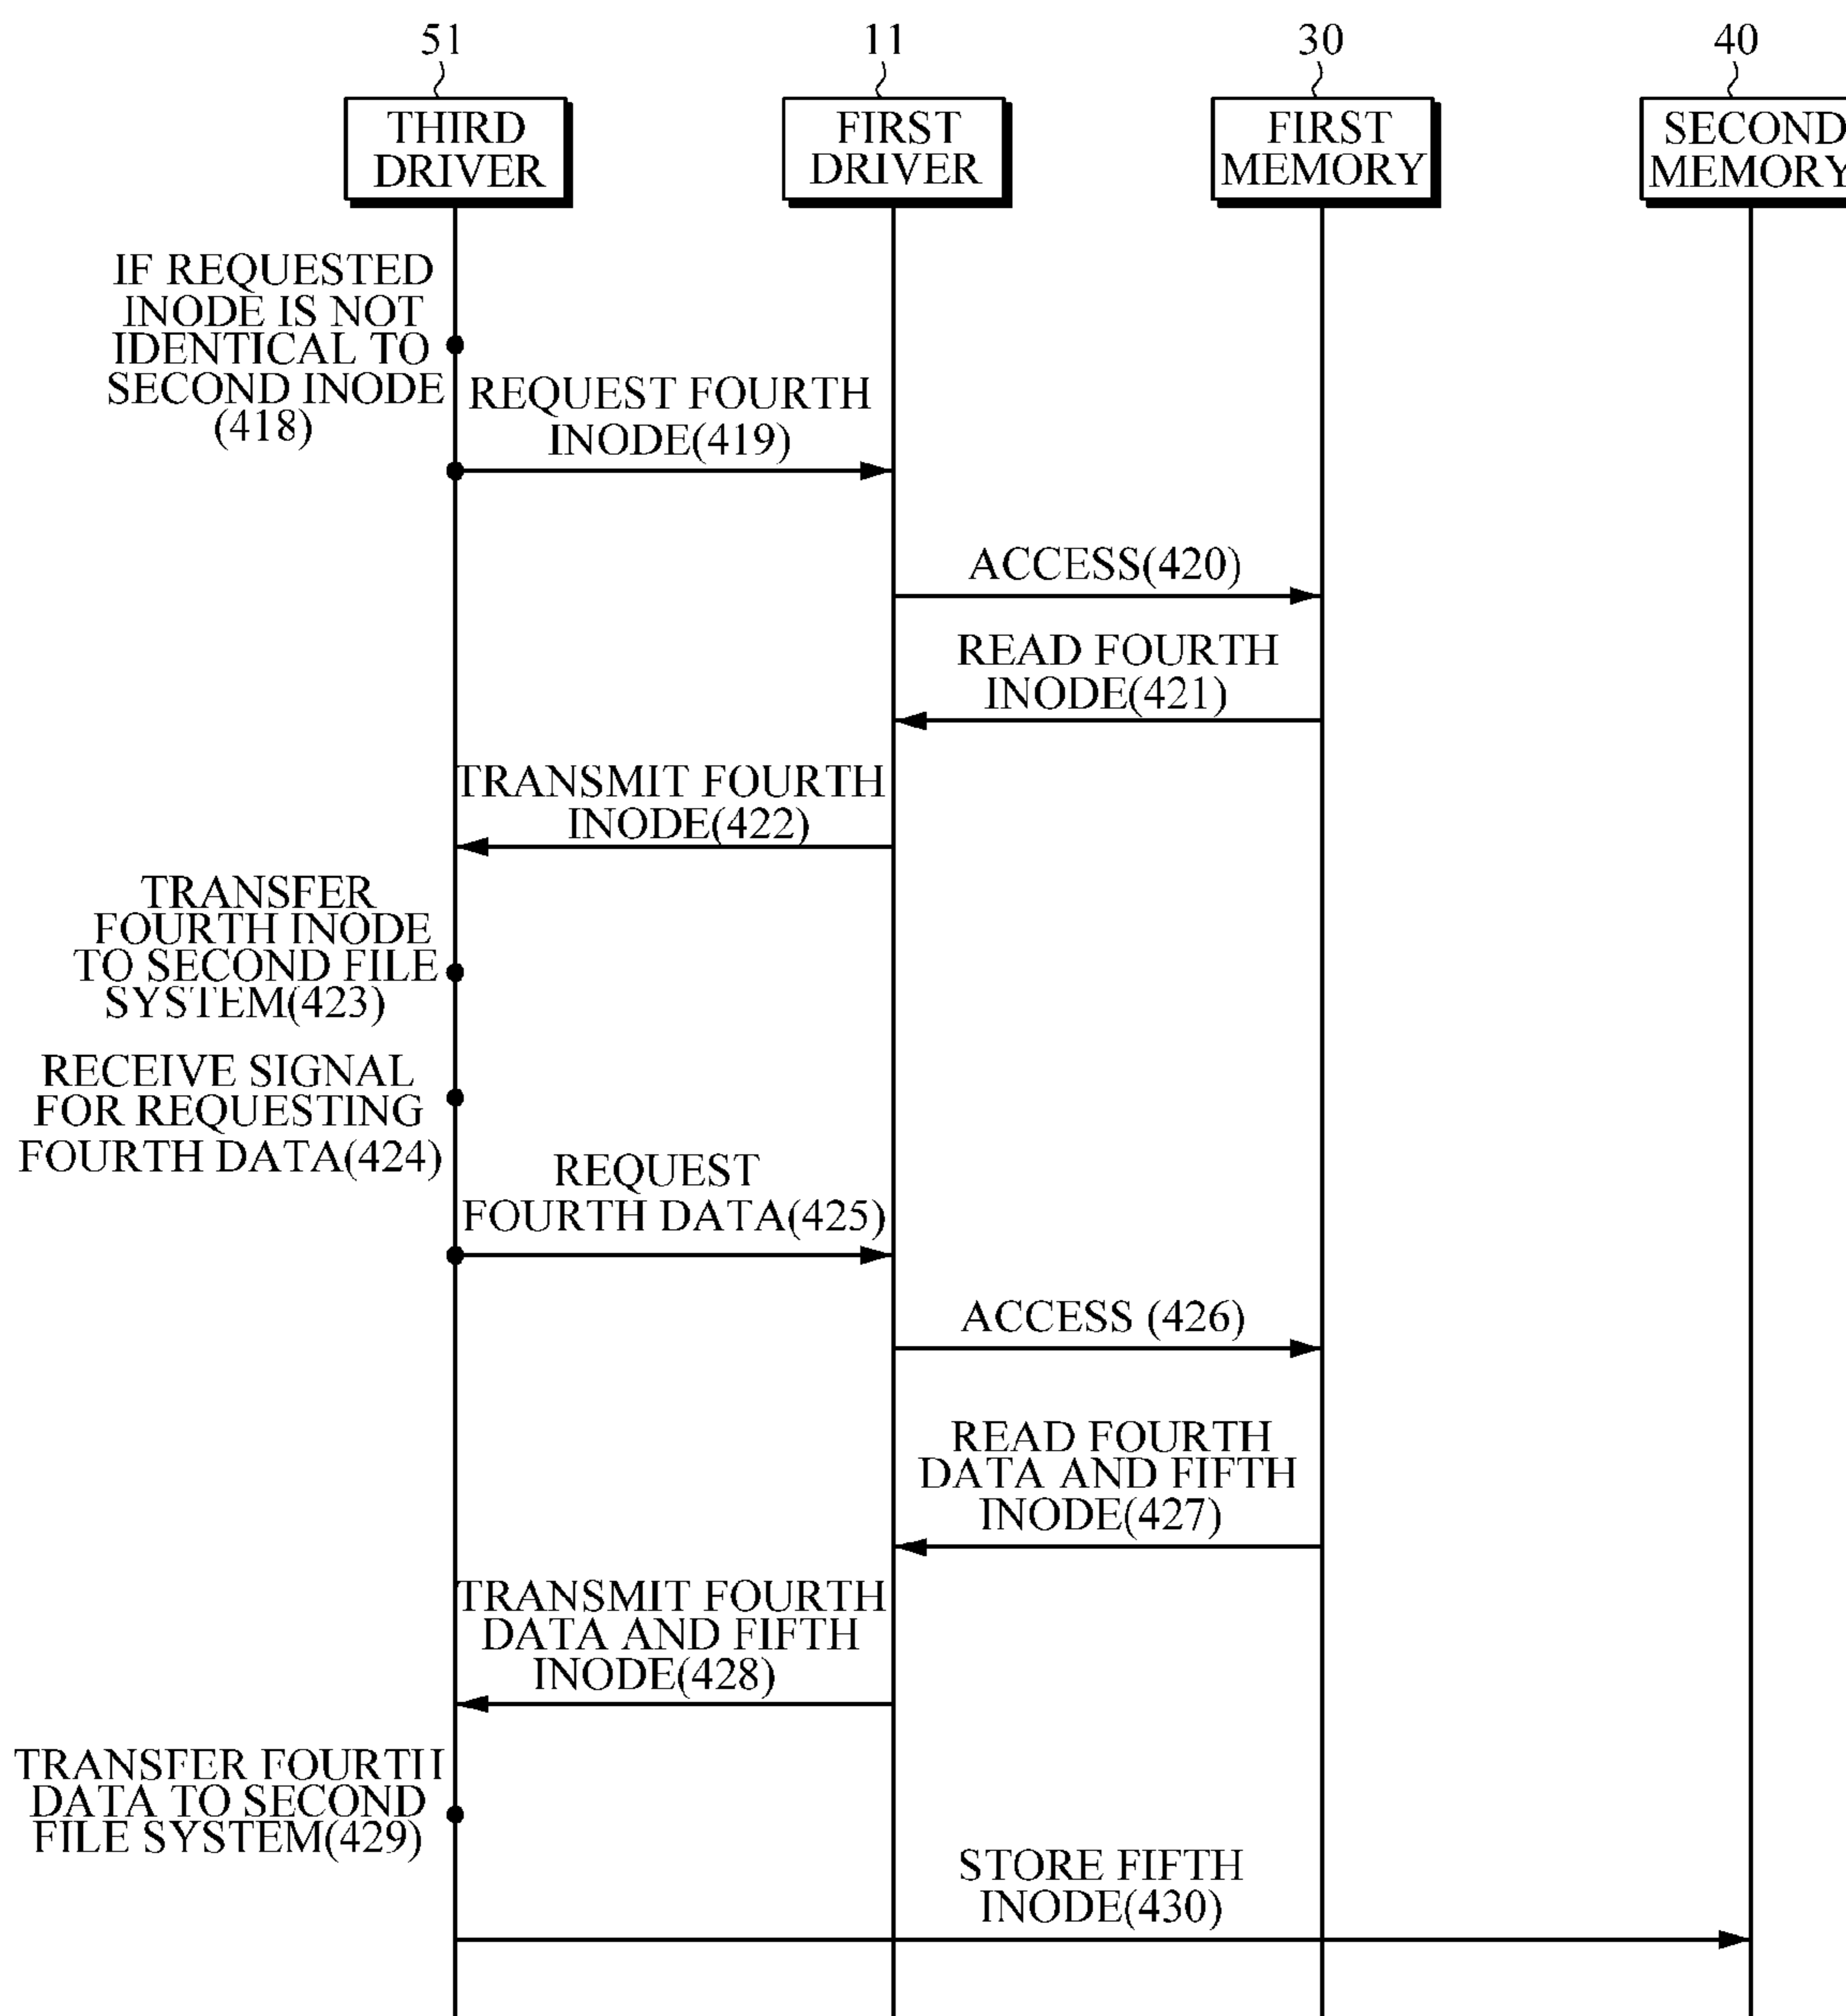 51
11
30
40
THIRD
DRIVER
FIRST
DRIVER
FIRST
MEMORY
SECOND
MEMORY
IF REQUESTED
INODE IS NOT
IDENTICAL TO
SECOND INODE
(418)
REQUEST FOURTH
INODE(419)
ACCESS(420)
READ FOURTH
INODE(421)
TRANSMIT FOURTH
INODE(422)
TRANSFER
FOURTH INODE
TO SECOND FILE
SYSTEM(423)
RECEIVE SIGNAL
FOR REQUESTING
FOURTH DATA(424)
REQUEST
FOURTH DATA(425)
ACCESS (426)
READ FOURTH
DATA AND FIFTH
INODE(427)
TRANSMIT FOURTH
DATA AND FIFTH
INODE(428)
TRANSFER FOURTH
DATA TO SECOND
FILE SYSTEM(429)
STORE FIFTH
INODE(430)